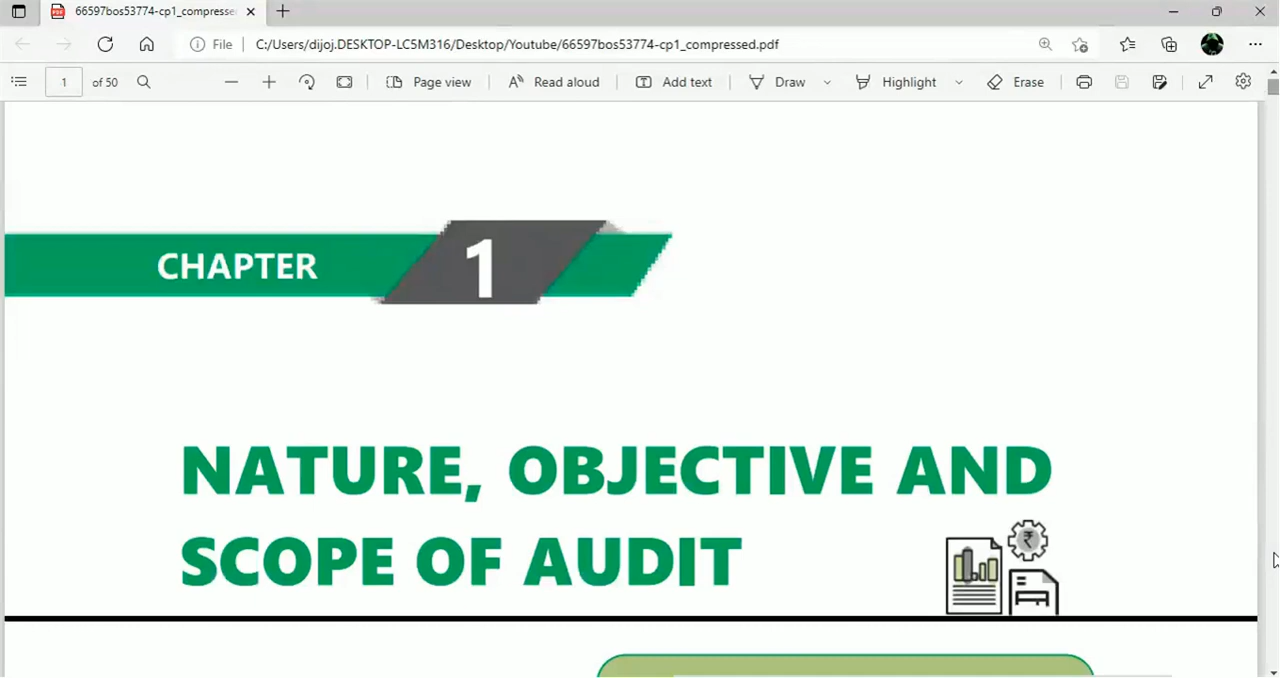 66597bos53774-cp1_compresse
File
C:/Users/dijoj.DESKTOP-LC5M316/Desktop/Youtube/66597bos53774-cp1_compressed.pdf
1 of 50
Page view
Read aloud
Add text
Draw
Highlight
Erase
CHAPTER 1
NATURE, OBJECTIVE AND
SCOPE OF AUDIT